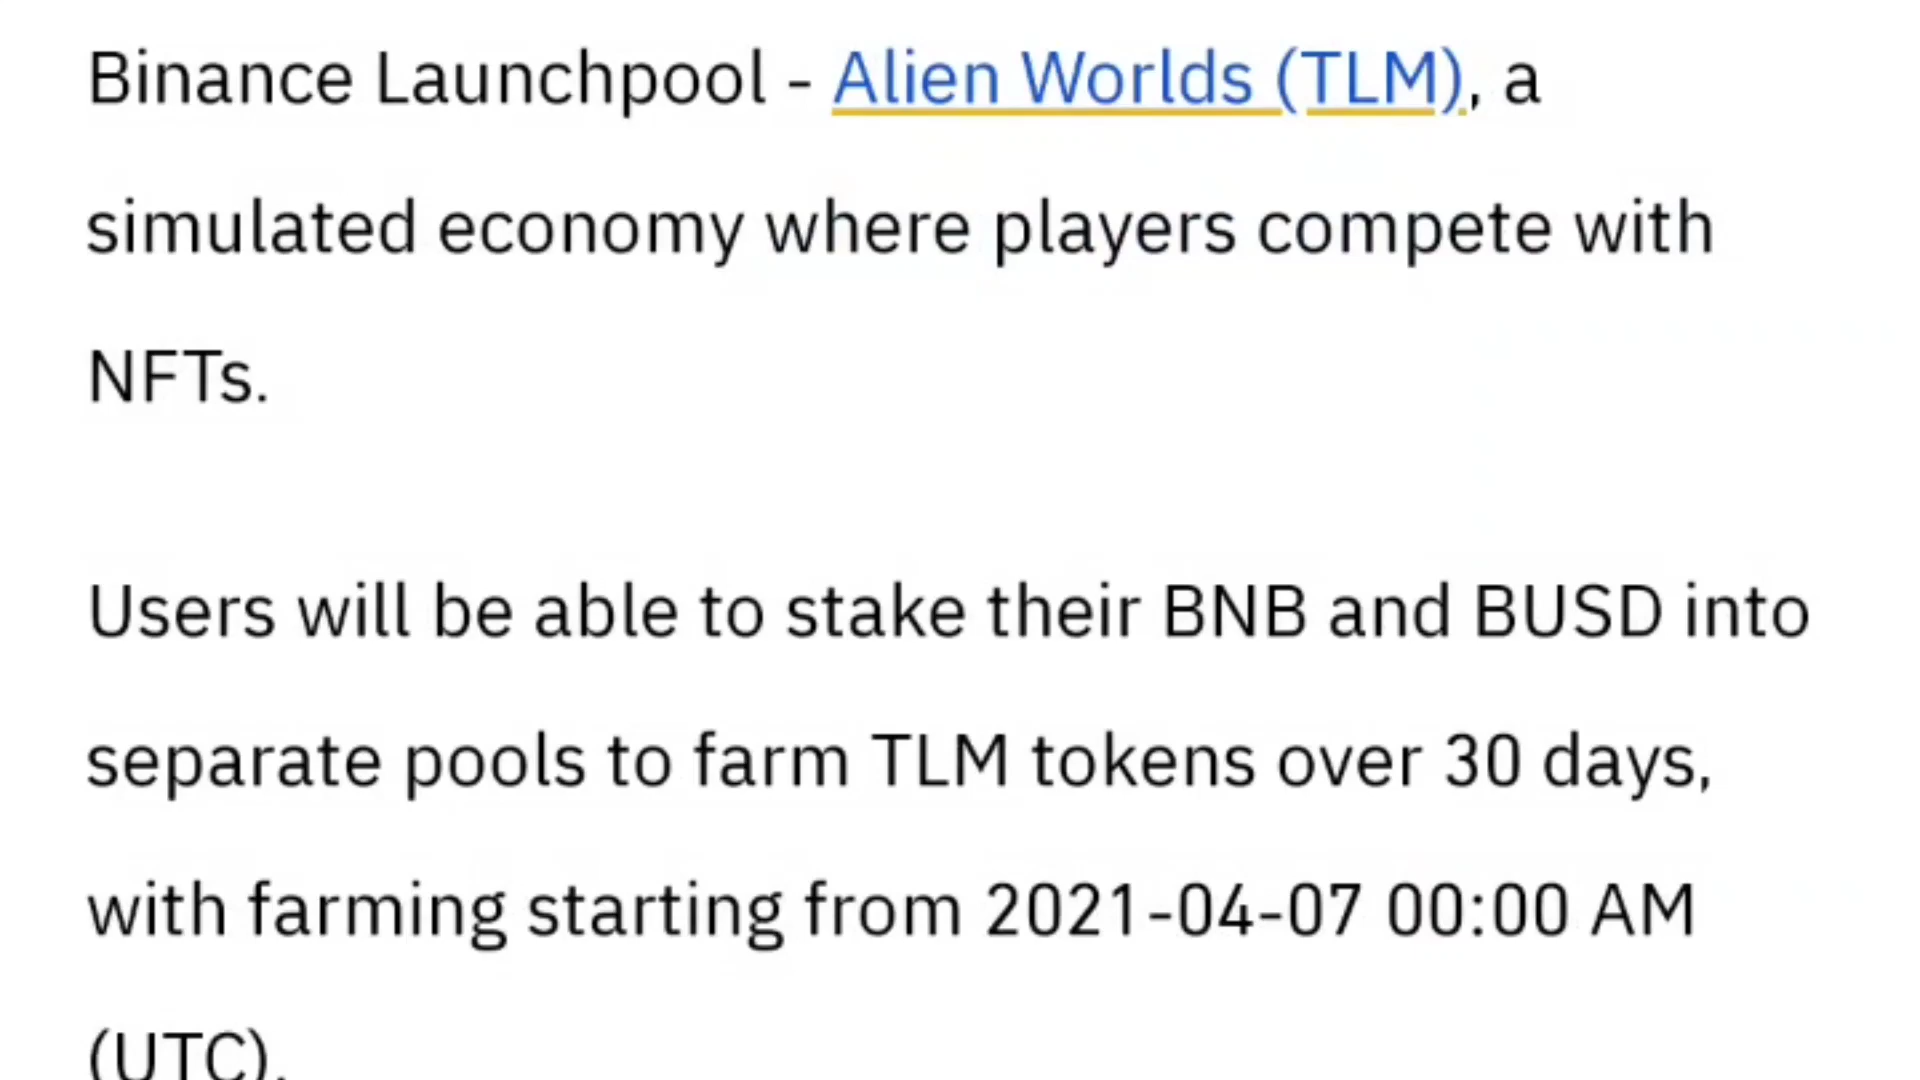 Binance Launchpool - Alien Worlds (TLM), a
simulated economy where players compete with
NFTs.
Users will be able to stake their BNB and BUSD into
separate pools to farm TLM tokens over 30 days,
with farming starting from 2021-04-07 00:00 AM
(UTC).